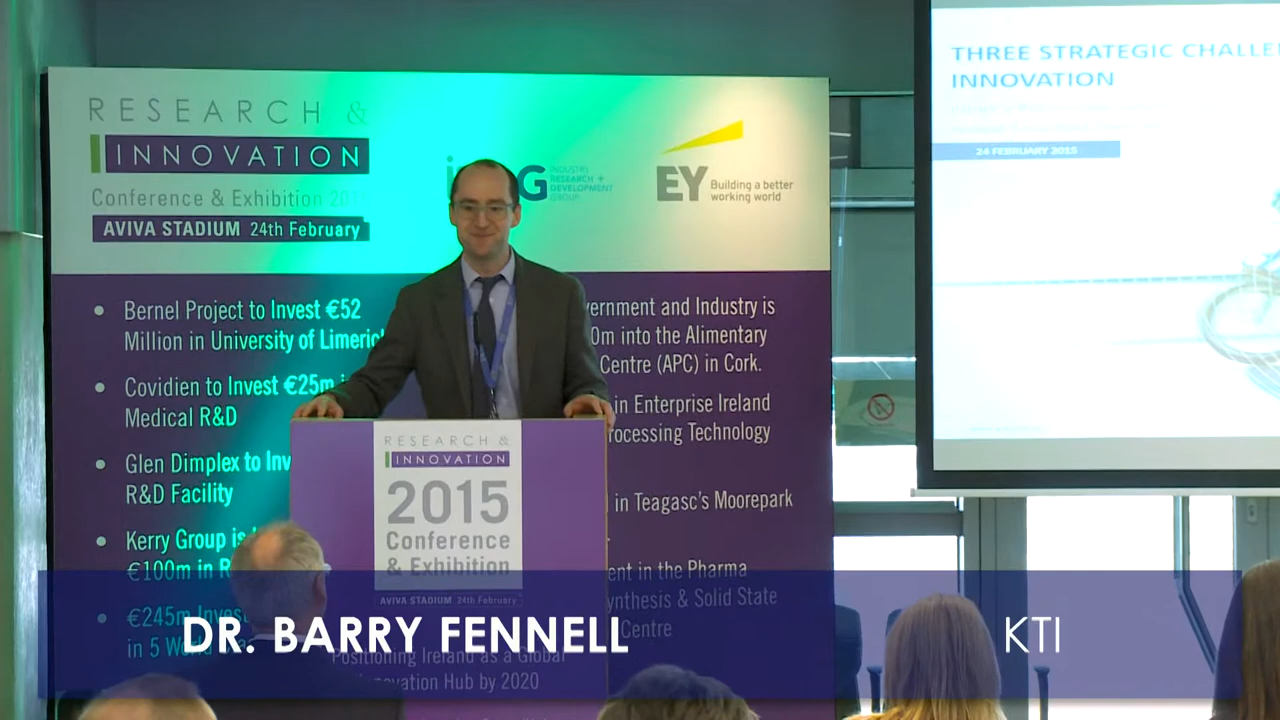 RESEARCH &
INNOVATION
Conference & Exhibition 2015
AVIVA STADIUM 24th February
INDUSTRY
RESEARCH +
DEVELOPMENT
GROUP
EY Building a better
working world
• Bernel Project to Invest €52
Million in University of Limerick
• Covidien to Invest €25m
Medical R&D
• Glen Dimplex to Inv
R&D Facility
• Kerry Group is
€100m in R
• €245m Inves
in 5 World
vernment and Industry is
0m into the Alimentary
Centre (APC) in Cork.
in Enterprise Ireland
rocessing Technology
in Teagasc's Moorepark
ent in the Pharma
ynthesis & Solid State
Centre
RESEARCH &
INNOVATION
2015
Conference
& Exhibition
AVIVA STADIUM 24th February
Positioning Ireland as a Global
Innovation Hub by 2020
THREE STRATEGIC CHALLE
INNOVATION
24 FEBRUARY 2015
DR. BARRY FENNELL
KTI